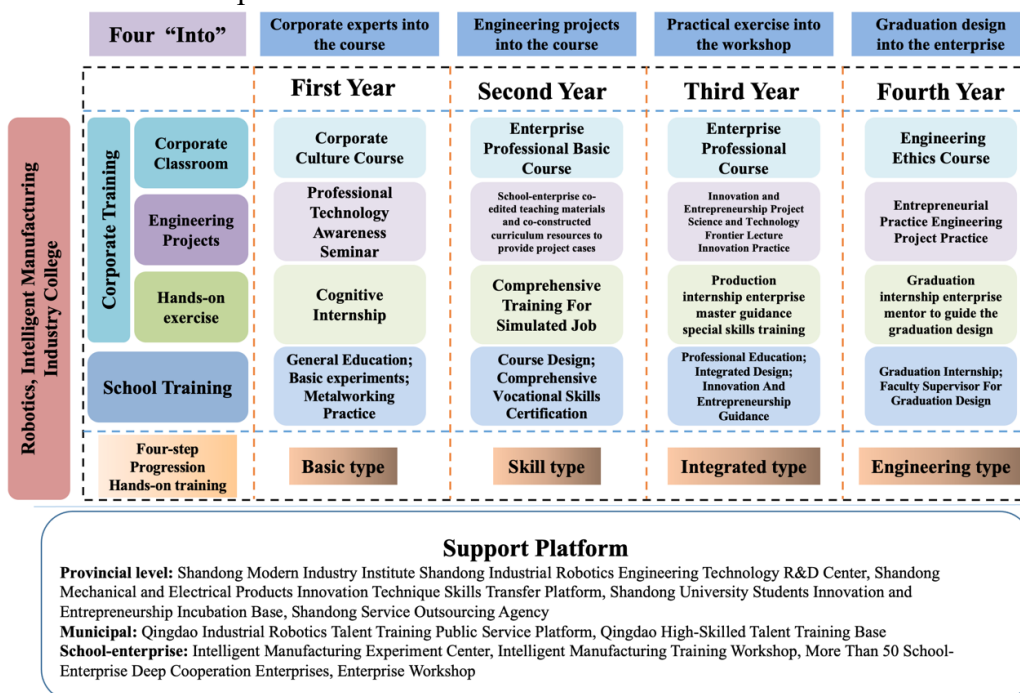 Four “Into”
Corporate experts into
the course
Engineering projects
into the course
Practical exercise into
the workshop
Graduation design
into the enterprise
First Year
Second Year
Third Year
Fourth Year
Robotics, Intelligent Manufacturing
Industry College
Corporate Training
Corporate
Classroom
Corporate
Culture Course
Enterprise
Professional Basic
Course
Enterprise
Professional
Course
Engineering
Ethics Course
Engineering
Projects
Professional
Technology
Awareness
Seminar
School-enterprise co-
edited teaching materials
and co-constructed
curriculum resources to
provide project cases
Innovation and
Entrepreneurship Project
Science and Technology
Frontier Lecture
Innovation Practice
Entrepreneurial
Practice Engineering
Project Practice
Hands-on
exercise
Cognitive
Internship
Comprehensive
Training For
Simulated Job
Production
internship enterprise
master guidance
special skills training
Graduation
internship enterprise
mentor to guide the
graduation design
School Training
General Education;
Basic experiments;
Metalworking
Practice
Course Design;
Comprehensive
Vocational Skills
Certification
Professional Education;
Integrated Design;
Innovation And
Entrepreneurship
Guidance
Graduation Internship;
Faculty Supervisor For
Graduation Design
Four-step
Progression
Hands-on training
Basic type
Skill type
Integrated type
Engineering type
Support Platform
Provincial level: Shandong Modern Industry Institute Shandong Industrial Robotics Engineering Technology R&D Center, Shandong
Mechanical and Electrical Products Innovation Technique Skills Transfer Platform, Shandong University Students Innovation and
Entrepreneurship Incubation Base, Shandong Service Outsourcing Agency
Municipal: Qingdao Industrial Robotics Talent Training Public Service Platform, Qingdao High-Skilled Talent Training Base
School-enterprise: Intelligent Manufacturing Experiment Center, Intelligent Manufacturing Training Workshop, More Than 50 School-
Enterprise Deep Cooperation Enterprises, Enterprise Workshop